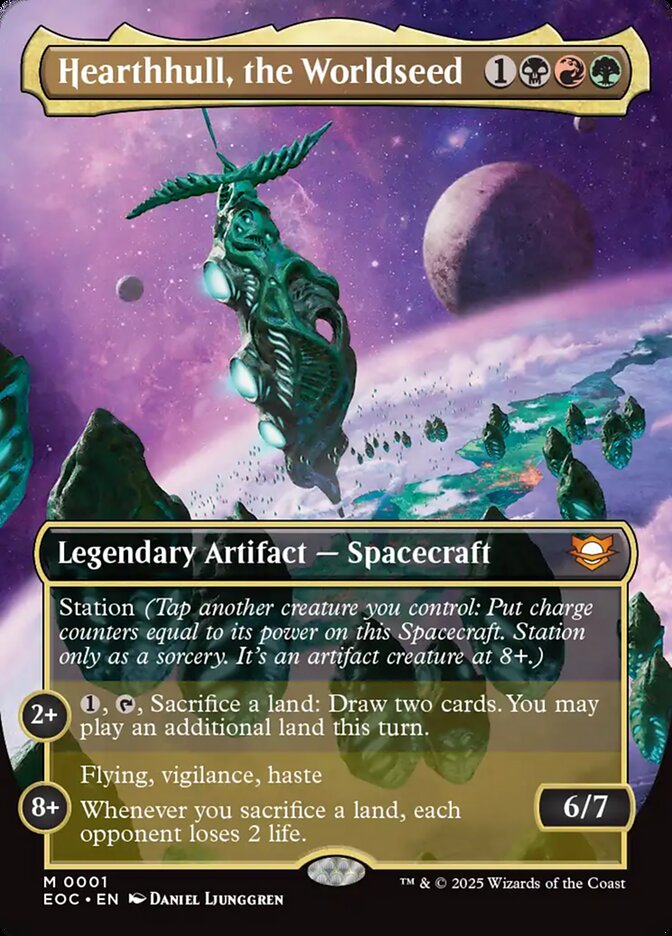 Hearthhull, the Worldseed 1
Legendary Artifact — Spacecraft
Station (Tap another creature you control: Put charge
counters equal to its power on this Spacecraft. Station
only as a sorcery. It's an artifact creature at 8+.)
2+
1, , Sacrifice a land: Draw two cards. You may
play an additional land this turn.
Flying, vigilance, haste
8+
Whenever you sacrifice a land, each
opponent loses 2 life.
6/7
M 0001
EOC • EN Daniel Ljunggren
™ & © 2025 Wizards of the Coast